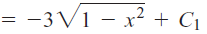 = −3√1 − x² + C₁